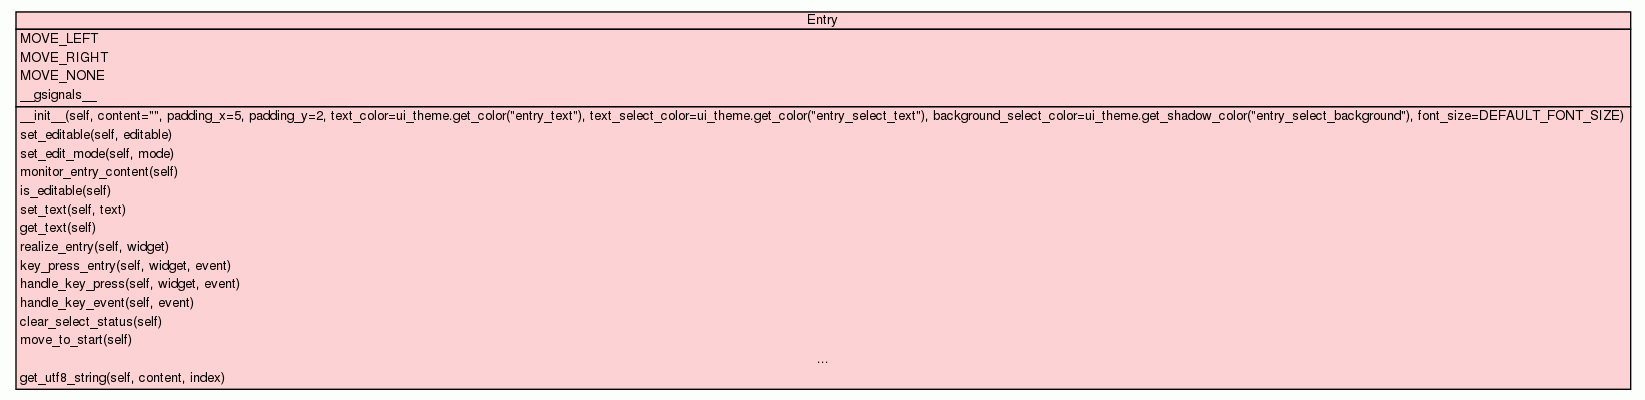 Entry
MOVE_LEFT
MOVE_RIGHT
MOVE_NONE
__gsignals__
__init__(self, content="", padding_x=5, padding_y=2, text_color=ui_theme.get_color("entry_text"), text_select_color=ui_theme.get_color("entry_select_text"), background_select_color=ui_theme.get_shadow_color("entry_select_background"), font_size=DEFAULT_FONT_SIZE)
set_editable(self, editable)
set_edit_mode(self, mode)
monitor_entry_content(self)
is_editable(self)
set_text(self, text)
get_text(self)
realize_entry(self, widget)
key_press_entry(self, widget, event)
handle_key_press(self, widget, event)
handle_key_event(self, event)
clear_select_status(self)
move_to_start(self)
...
get_utf8_string(self, content, index)